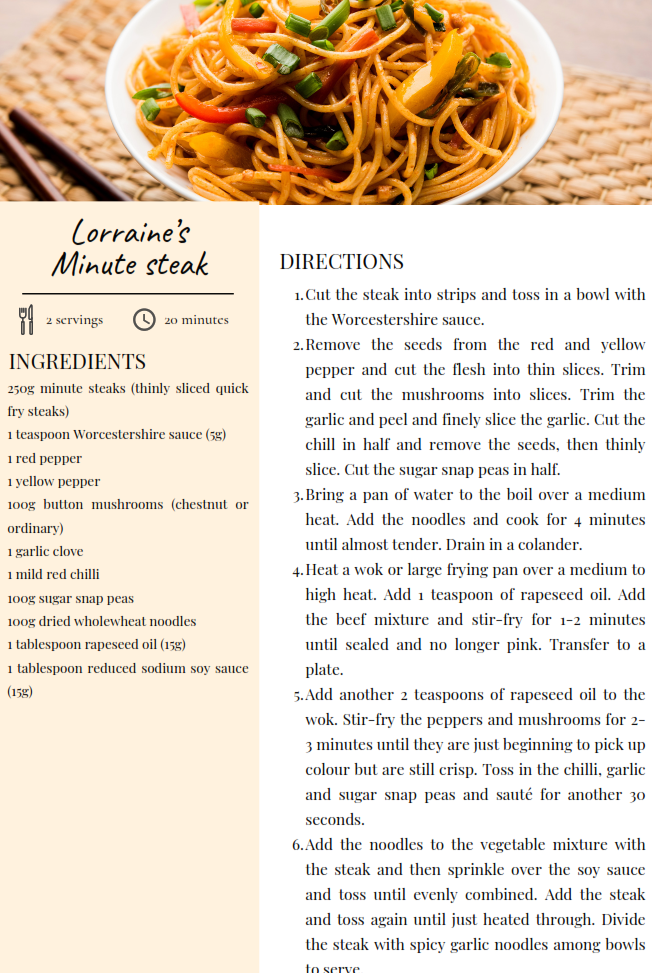 Lorraine's
Minute steak
2 servings
20 minutes
INGREDIENTS
250g minute steaks (thinly sliced quick
fry steaks)
1 teaspoon Worcestershire sauce (5g)
1 red pepper
1 yellow pepper
100g button mushrooms (chestnut or
ordinary)
1 garlic clove
1 mild red chilli
100g sugar snap peas
100g dried wholewheat noodles
1 tablespoon rapeseed oil (15g)
1 tablespoon reduced sodium soy sauce
(15g)
DIRECTIONS
1. Cut the steak into strips and toss in a bowl with
the Worcestershire sauce.
2. Remove the seeds from the red and yellow
pepper and cut the flesh into thin slices. Trim
and cut the mushrooms into slices. Trim the
garlic and peel and finely slice the garlic. Cut the
chill in half and remove the seeds, then thinly
slice. Cut the sugar snap peas in half.
3. Bring a pan of water to the boil over a medium
heat. Add the noodles and cook for 4 minutes
until almost tender. Drain in a colander.
4. Heat a wok or large frying pan over a medium to
high heat. Add 1 teaspoon of rapeseed oil. Add
the beef mixture and stir-fry for 1-2 minutes
until sealed and no longer pink. Transfer to a
plate.
5. Add another 2 teaspoons of rapeseed oil to the
wok. Stir-fry the peppers and mushrooms for 2-
3 minutes until they are just beginning to pick up
colour but are still crisp. Toss in the chilli, garlic
and sugar snap peas and sauté for another 30
seconds.
6. Add the noodles to the vegetable mixture with
the steak and then sprinkle over the soy sauce
and toss until evenly combined. Add the steak
and toss again until just heated through. Divide
the steak with spicy garlic noodles among bowls
to serve